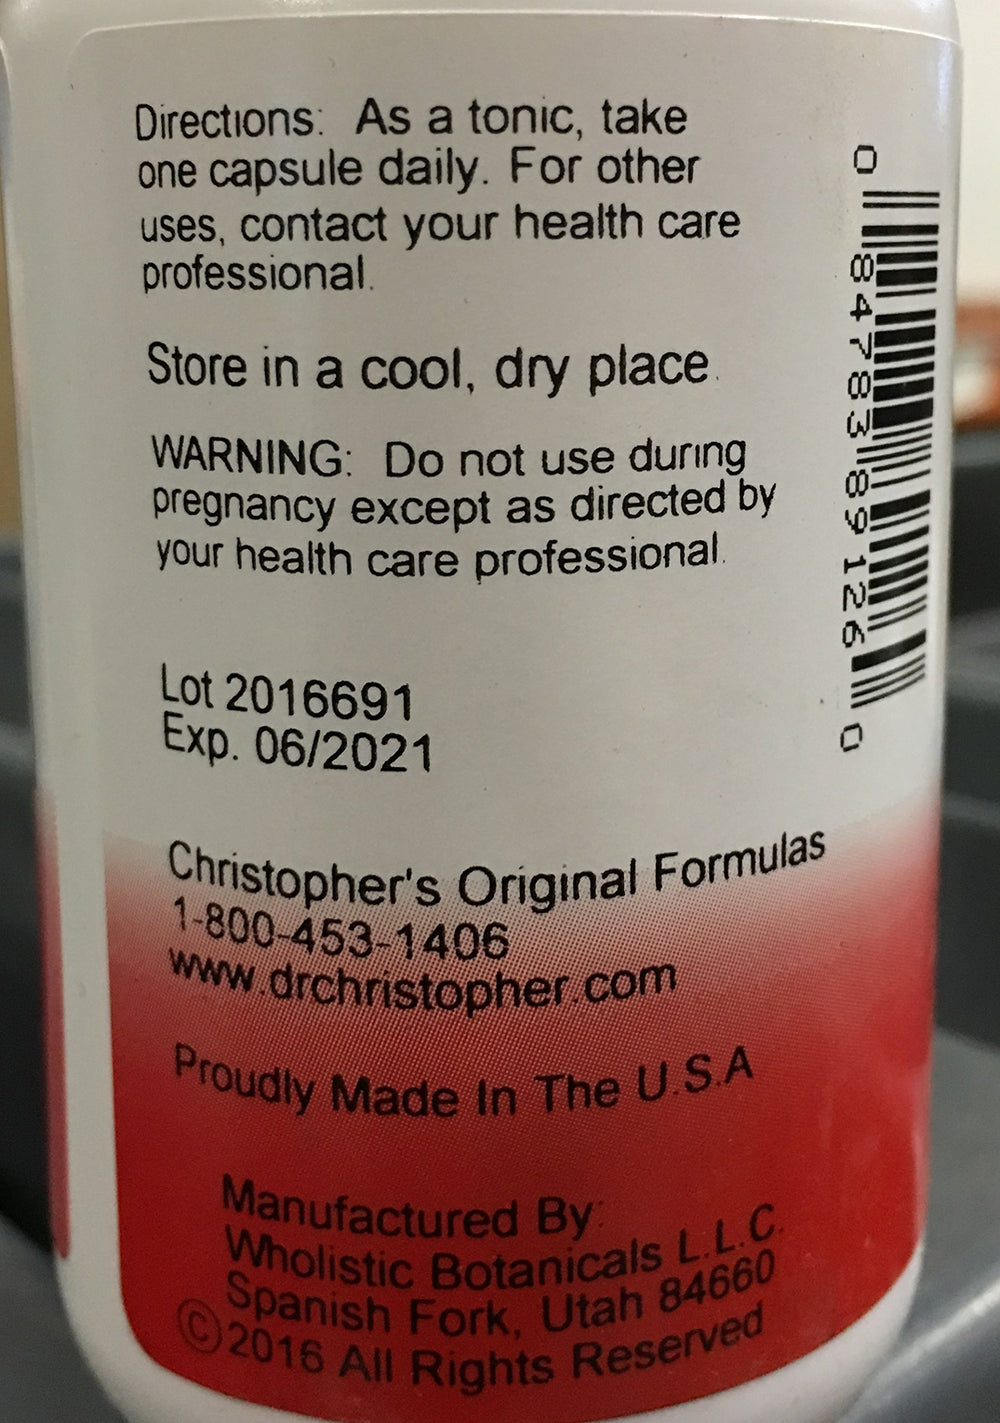 Directions: As a tonic, take
one capsule daily. For other
uses, contact your health care
professional.
Store in a cool, dry place.
WARNING: Do not use during
pregnancy except as directed by
your health care professional.
Lot 2016691
Exp. 06/2021
Christopher's Original Formulas
1-800-453-1406
www.drchristopher.com
Proudly Made In The U.S.A
Manufactured By:
Wholistic Botanicals L.L.C.
Spanish Fork, Utah 84660
©2016 All Rights Reserved
0 84783 89126 0